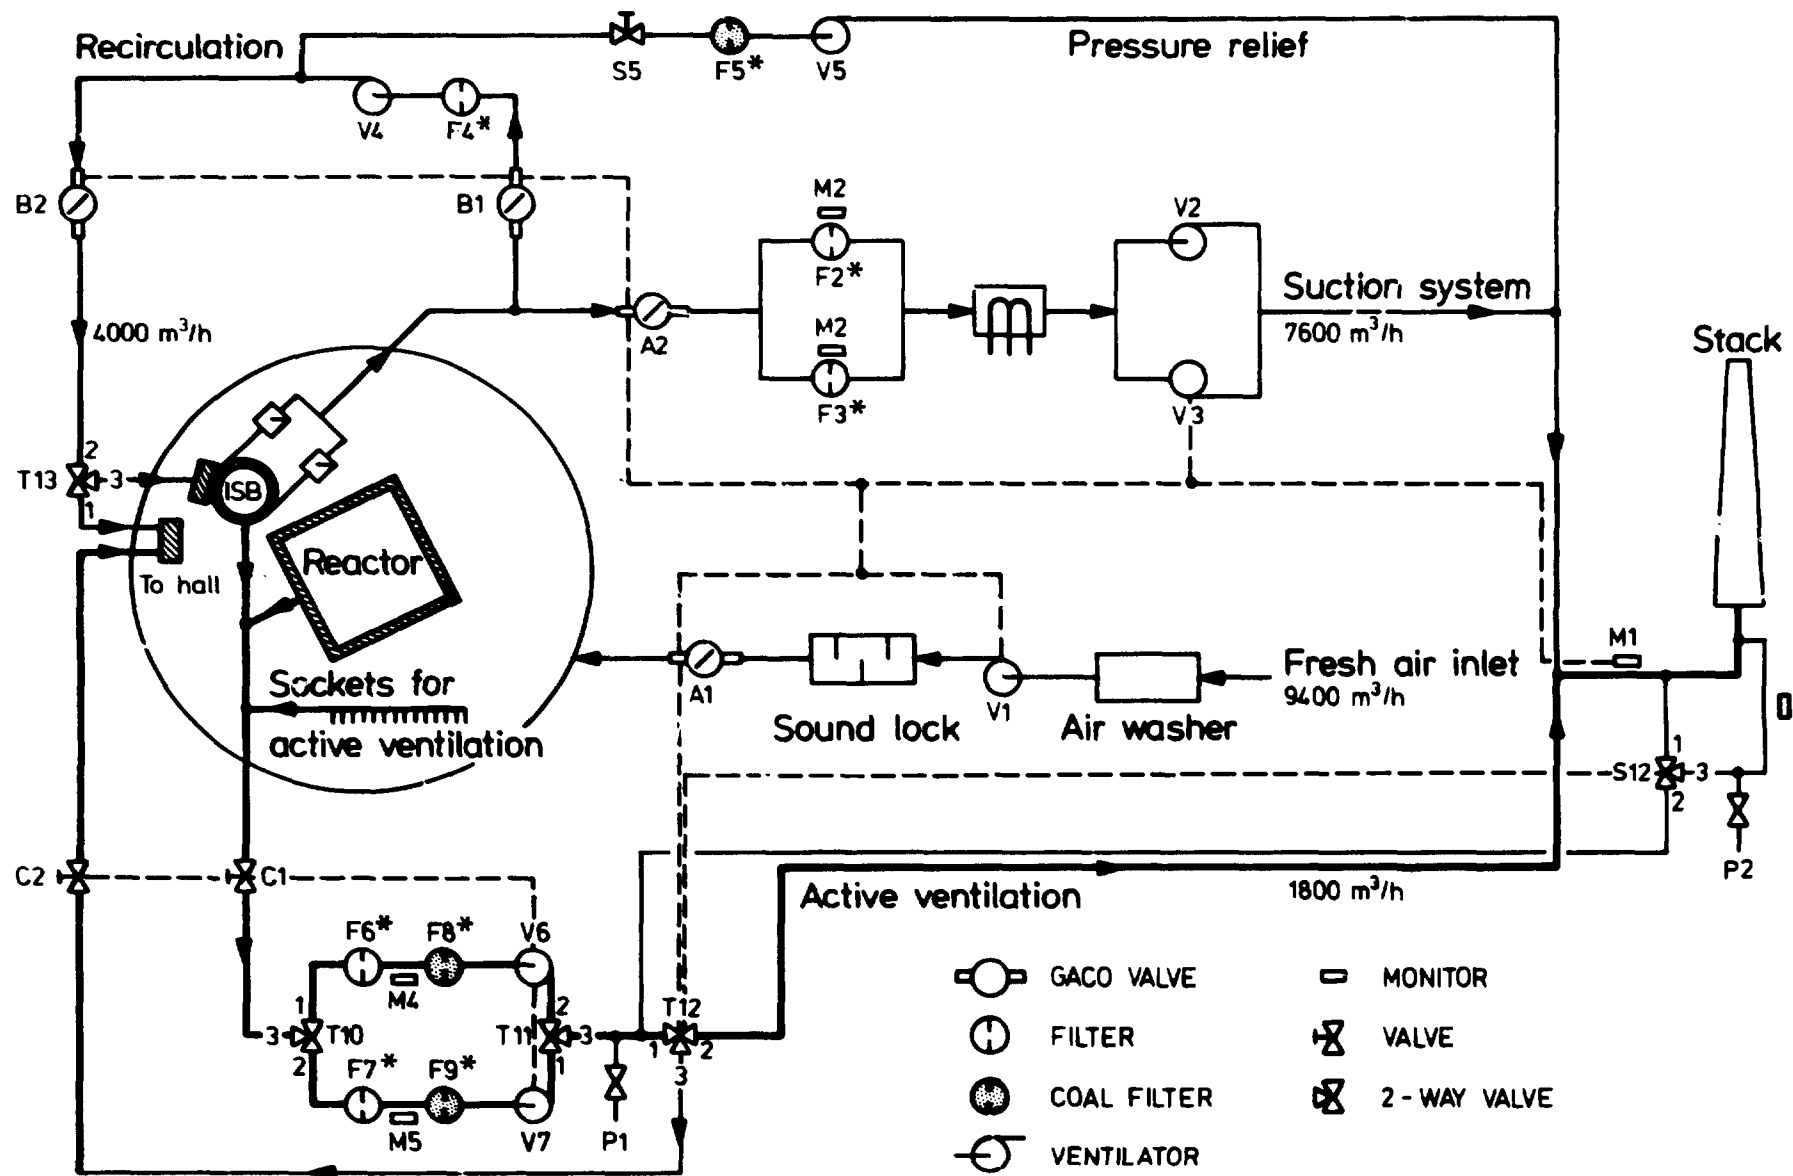 Recirculation
S5
F5*
V5
Pressure relief
V4
F4*
B2
B1
M2
F2*
V2
Suction system
7600 m³/h
4000 m³/h
A2
M2
F3*
V3
Stack
2
T13
3
1
ISB
Reactor
To hall
M1
Fresh air inlet
9400 m³/h
Sockets for
active ventilation
A1
Sound lock
V1
Air washer
1
S12
3
2
P2
C2
C1
Active ventilation
1800 m³/h
F6*
F8*
V6
M4
1
3
T10
2
2
T11
3
1
T12
1
2
3
F7*
F9*
M5
V7
P1
GACO VALVE
MONITOR
FILTER
VALVE
COAL FILTER
2-WAY VALVE
VENTILATOR